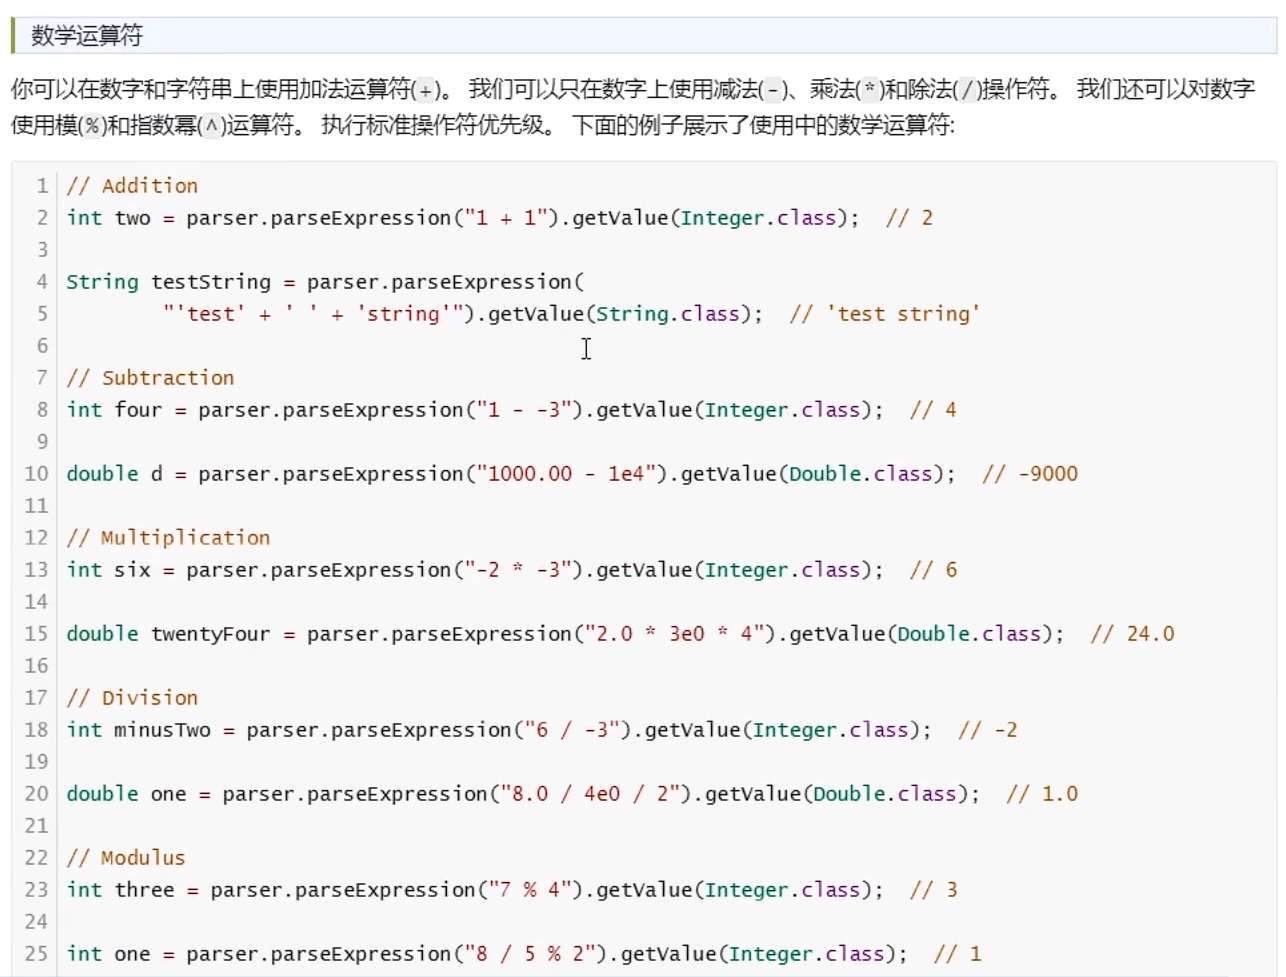 数学运算符
你可以在数字和字符串上使用加法运算符(+)。 我们可以只在数字上使用减法(-)、乘法(*)和除法(/)操作符。 我们还可以对数字
使用模(%)和指数幂(^)运算符。 执行标准操作符优先级。 下面的例子展示了使用中的数学运算符:
1 // Addition
2 int two = parser.parseExpression("1 + 1").getValue(Integer.class);  // 2
3
4 String testString = parser.parseExpression(
5         "'test' + ' ' + 'string'").getValue(String.class);  // 'test string'
6
7 // Subtraction
8 int four = parser.parseExpression("1 - -3").getValue(Integer.class);  // 4
9
10 double d = parser.parseExpression("1000.00 - 1e4").getValue(Double.class);  // -9000
11
12 // Multiplication
13 int six = parser.parseExpression("-2 * -3").getValue(Integer.class);  // 6
14
15 double twentyFour = parser.parseExpression("2.0 * 3e0 * 4").getValue(Double.class);  // 24.0
16
17 // Division
18 int minusTwo = parser.parseExpression("6 / -3").getValue(Integer.class);  // -2
19
20 double one = parser.parseExpression("8.0 / 4e0 / 2").getValue(Double.class);  // 1.0
21
22 // Modulus
23 int three = parser.parseExpression("7 % 4").getValue(Integer.class);  // 3
24
25 int one = parser.parseExpression("8 / 5 % 2").getValue(Integer.class);  // 1